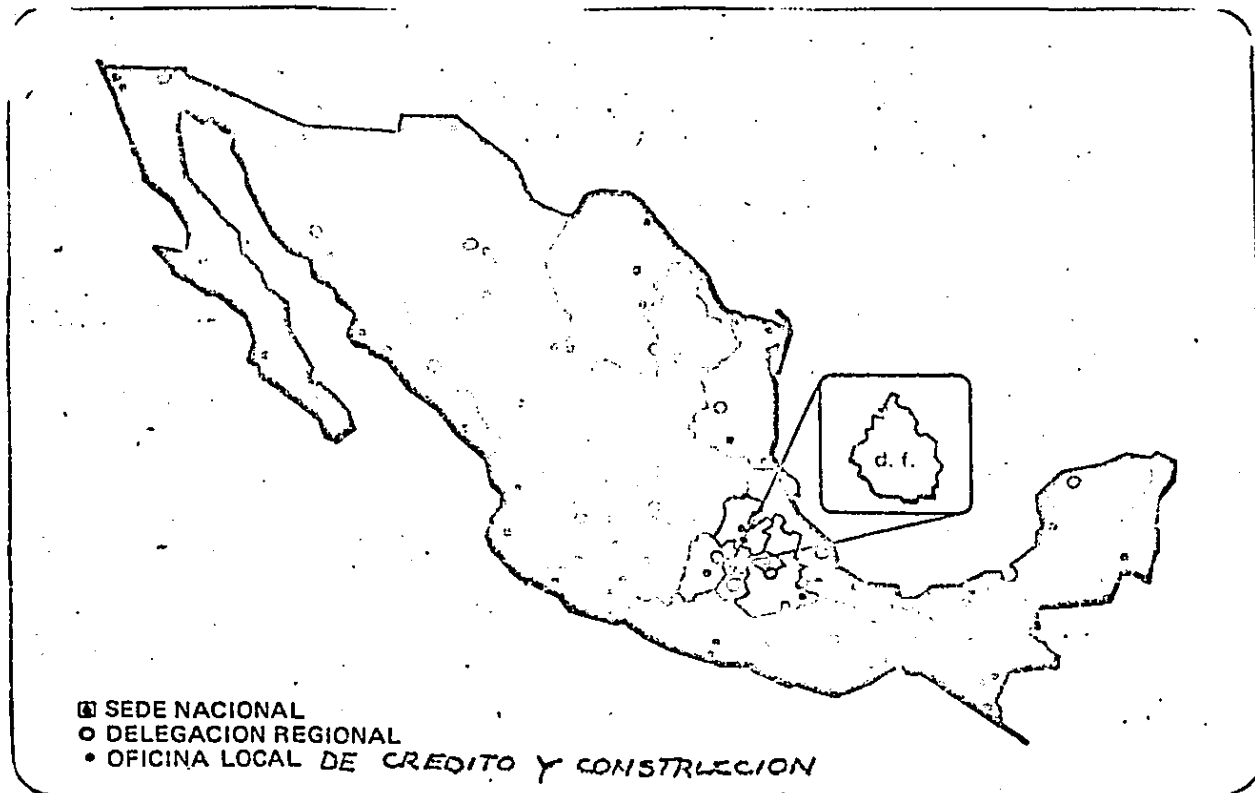 d. f.
SEDE NACIONAL
DELEGACION REGIONAL
OFICINA LOCAL DE CREDITO Y CONSTRUCCION